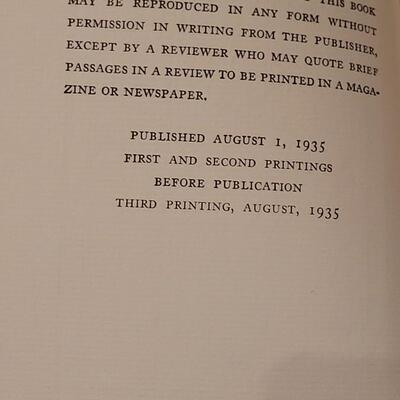 THIS BOOK
MAY BE REPRODUCED IN ANY FORM WITHOUT
PERMISSION IN WRITING FROM THE PUBLISHER,
EXCEPT BY A REVIEWER WHO MAY QUOTE BRIEF
PASSAGES IN A REVIEW TO BE PRINTED IN A MAGA-
ZINE OR NEWSPAPER.
PUBLISHED AUGUST 1, 1935
FIRST AND SECOND PRINTINGS
BEFORE PUBLICATION
THIRD PRINTING, AUGUST, 1935